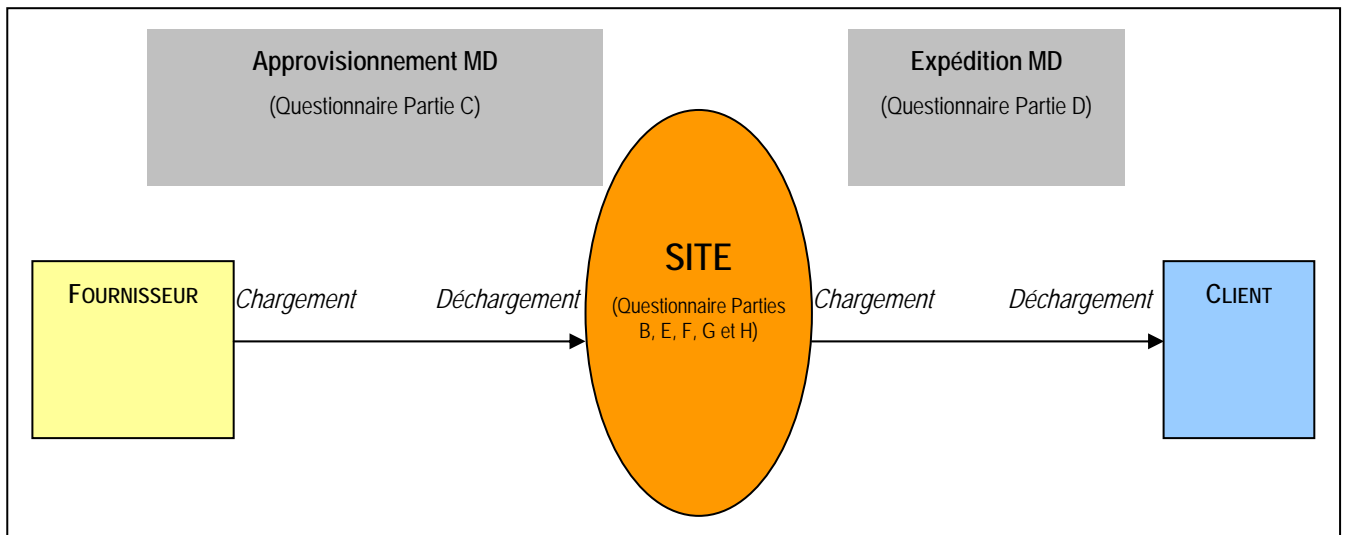 Approvisionnement MD
(Questionnaire Partie C)
Expédition MD
(Questionnaire Partie D)
SITE
(Questionnaire Parties
B, E, F, G et H)
FOURNISSEUR
Chargement
Déchargement
Chargement
Déchargement
CLIENT